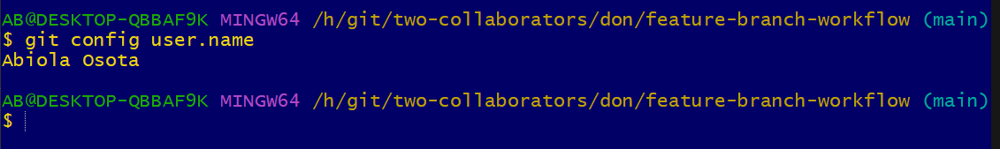 AB@DESKTOP-QBBAF9K MINGW64 /h/git/two-collaborators/don/feature-branch-workflow (main)
$ git config user.name
Abiola Osota
AB@DESKTOP-QBBAF9K MINGW64 /h/git/two-collaborators/don/feature-branch-workflow (main)
$